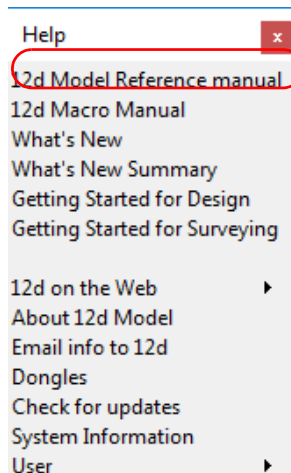 Help
x
12d Model Reference manual
12d Macro Manual
What's New
What's New Summary
Getting Started for Design
Getting Started for Surveying
12d on the Web
About 12d Model
Email info to 12d
Dongles
Check for updates
System Information
User